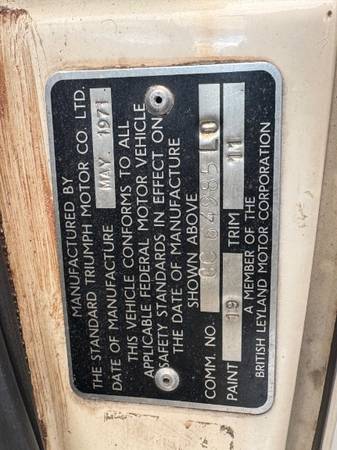 MANUFACTURED BY
THE STANDARD TRIUMPH MOTOR CO. LTD.
DATE OF MANUFACTURE MAY 1971
THIS VEHICLE CONFORMS TO ALL
APPLICABLE FEDERAL MOTOR VEHICLE
SAFETY STANDARDS IN EFFECT ON
THE DATE OF MANUFACTURE
SHOWN ABOVE
COMM. NO. CC 64985 LO
PAINT 19 TRIM 11
A MEMBER OF THE
BRITISH LEYLAND MOTOR CORPORATION